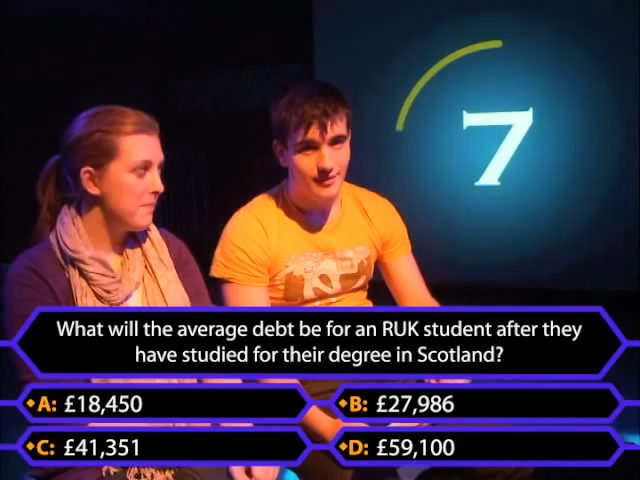 7
What will the average debt be for an RUK student after they
have studied for their degree in Scotland?
A: £18,450
B: £27,986
C: £41,351
D: £59,100